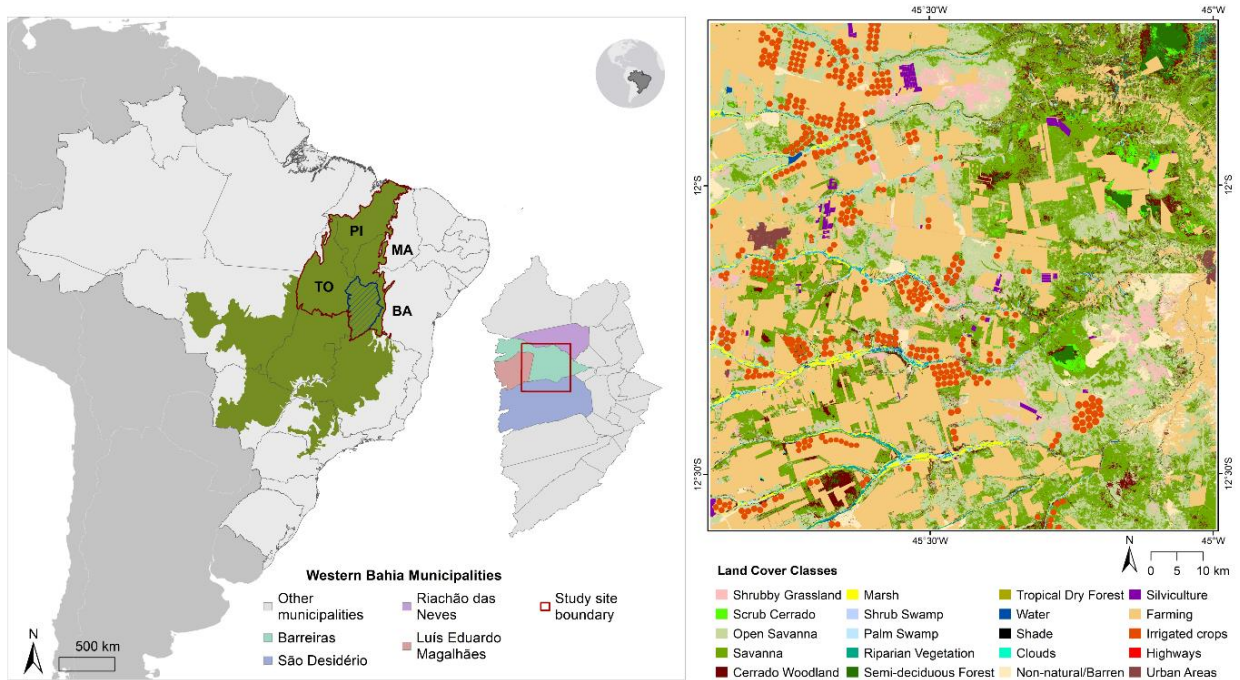 PI
MA
TO
BA
Western Bahia Municipalities
Other municipalities
Barreiras
São Desidério
Riachão das Neves
Luís Eduardo Magalhães
Study site boundary
N
500 km
45°30'W
45°W
12°S
12°S
12°30'S
12°30'S
45°30'W
45°W
N
0 5 10 km
Land Cover Classes
Shrubby Grassland
Scrub Cerrado
Open Savanna
Savanna
Cerrado Woodland
Marsh
Shrub Swamp
Palm Swamp
Riparian Vegetation
Semi-deciduous Forest
Tropical Dry Forest
Water
Shade
Clouds
Non-natural/Barren
Silviculture
Farming
Irrigated crops
Highways
Urban Areas